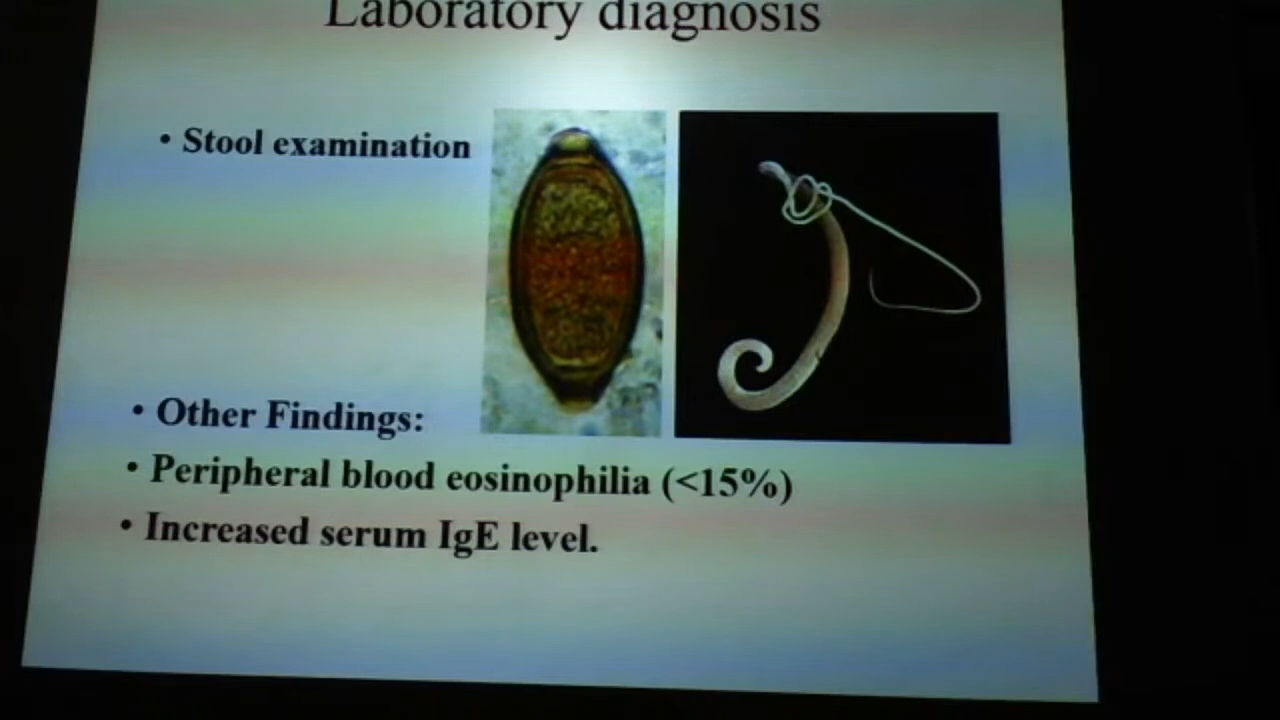 Laboratory diagnosis
• Stool examination
• Other Findings:
• Peripheral blood eosinophilia (<15%)
• Increased serum IgE level.